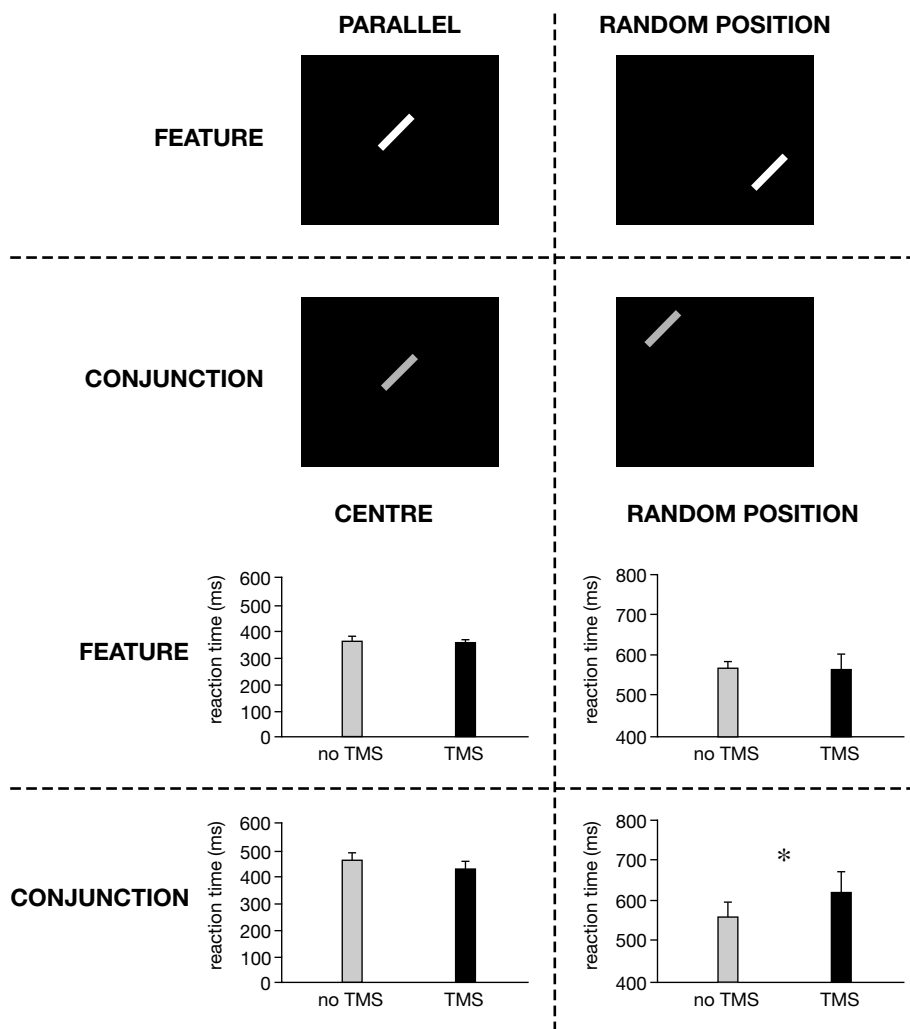 PARALLEL
RANDOM POSITION
FEATURE
CONJUNCTION
CENTRE
RANDOM POSITION
FEATURE
reaction time (ms)
600
500
400
300
200
100
0
no TMS
TMS
reaction time (ms)
800
700
600
500
400
no TMS
TMS
CONJUNCTION
reaction time (ms)
600
500
400
300
200
100
0
no TMS
TMS
reaction time (ms)
800
700
600
500
400
*
no TMS
TMS